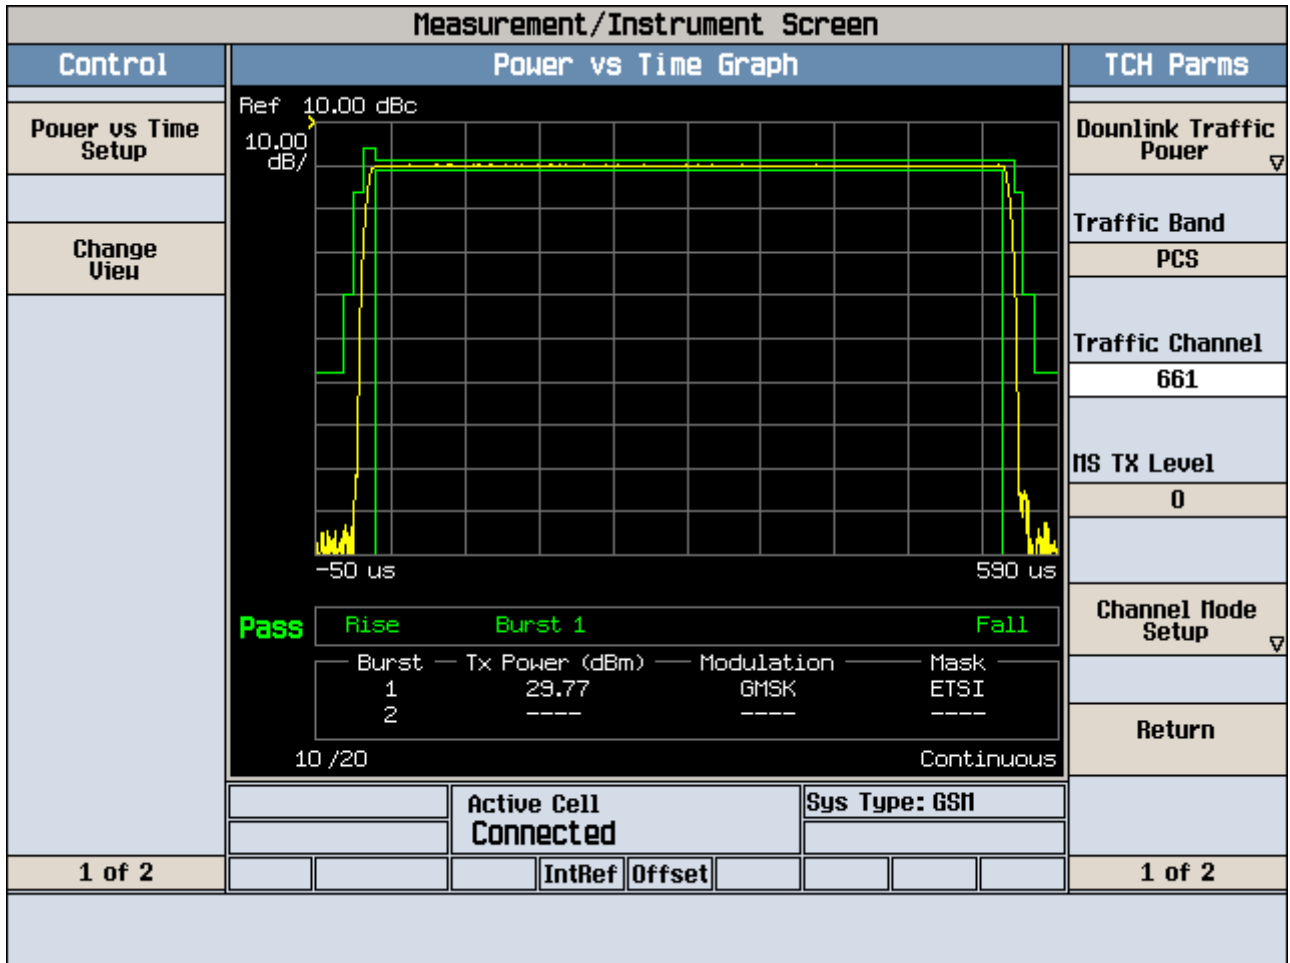 Measurement/Instrument Screen
Control
Power vs Time
Setup
Change
View
1 of 2
Power vs Time Graph
Ref 10.00 dBc
10.00
dB/
-50 us
590 us
Pass
Rise
Burst 1
Fall
Burst
Tx Power (dBm)
Modulation
Mask
1
29.77
GMSK
ETSI
2
----
----
----
10 /20
Continuous
Active Cell
Connected
Sys Type: GSM
IntRef
Offset
TCH Parms
Downlink Traffic
Power
Traffic Band
PCS
Traffic Channel
661
MS TX Level
0
Channel Mode
Setup
Return
1 of 2